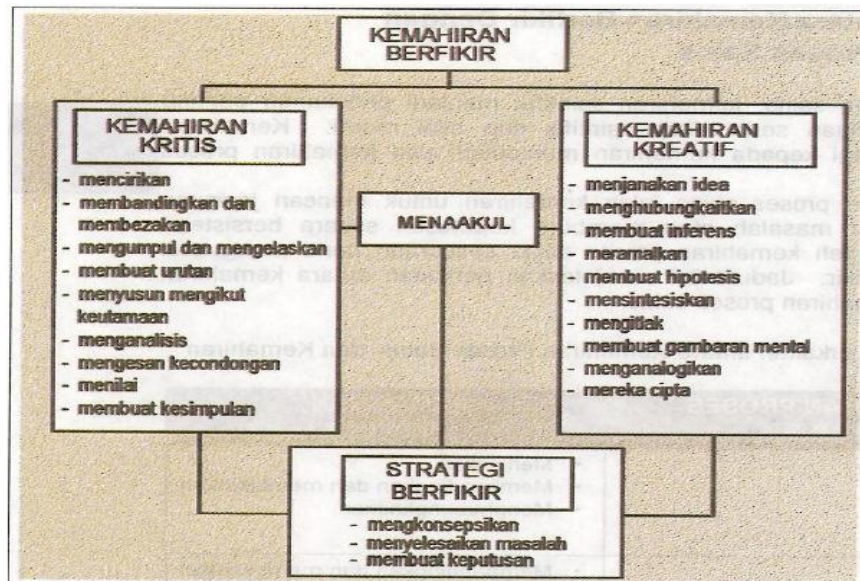 KEMAHIRAN
BERFIKIR
KEMAHIRAN
KRITIS
- mencirikan
- membandingkan dan
membezakan
- mengumpul dan mengelaskan
- membuat urutan
- menyusun mengikut
keutamaan
- menganalisis
- mengesan kecondongan
- menilai
- membuat kesimpulan
MENAAKUL
KEMAHIRAN
KREATIF
- menjanakan idea
- menghubungkaitkan
- membuat inferens
- meramalkan
- membuat hipotesis
- mensintesiskan
- mengitlak
- membuat gambaran mental
- menganalogikan
- mereka cipta
STRATEGI
BERFIKIR
- mengkonsepsikan
- menyelesaikan masalah
- membuat keputusan